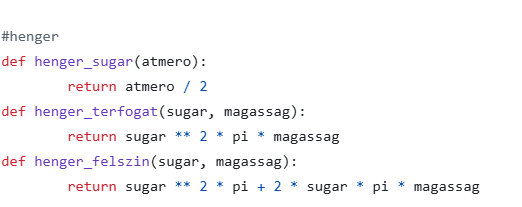 #henger
def henger_sugar(atmero):
        return atmero / 2
def henger_terfogat(sugar, magassag):
        return sugar ** 2 * pi * magassag
def henger_felszin(sugar, magassag):
        return sugar ** 2 * pi + 2 * sugar * pi * magassag